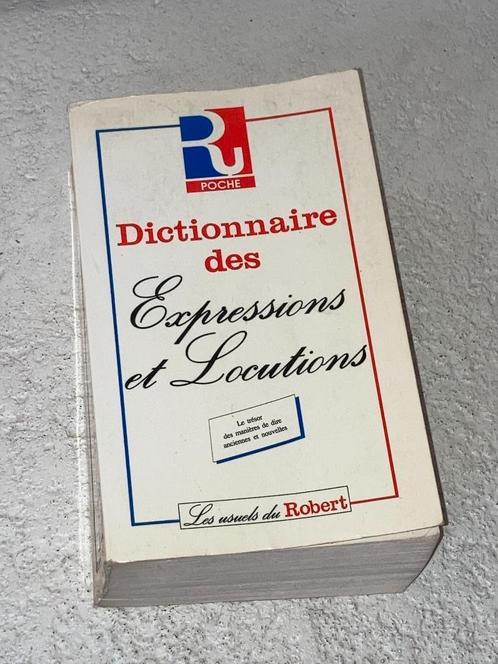 Ru
POCHE
Dictionnaire
des
Expressions
et Locutions
Le trésor
des manières de dire
anciennes et nouvelles
Les usuels du Robert